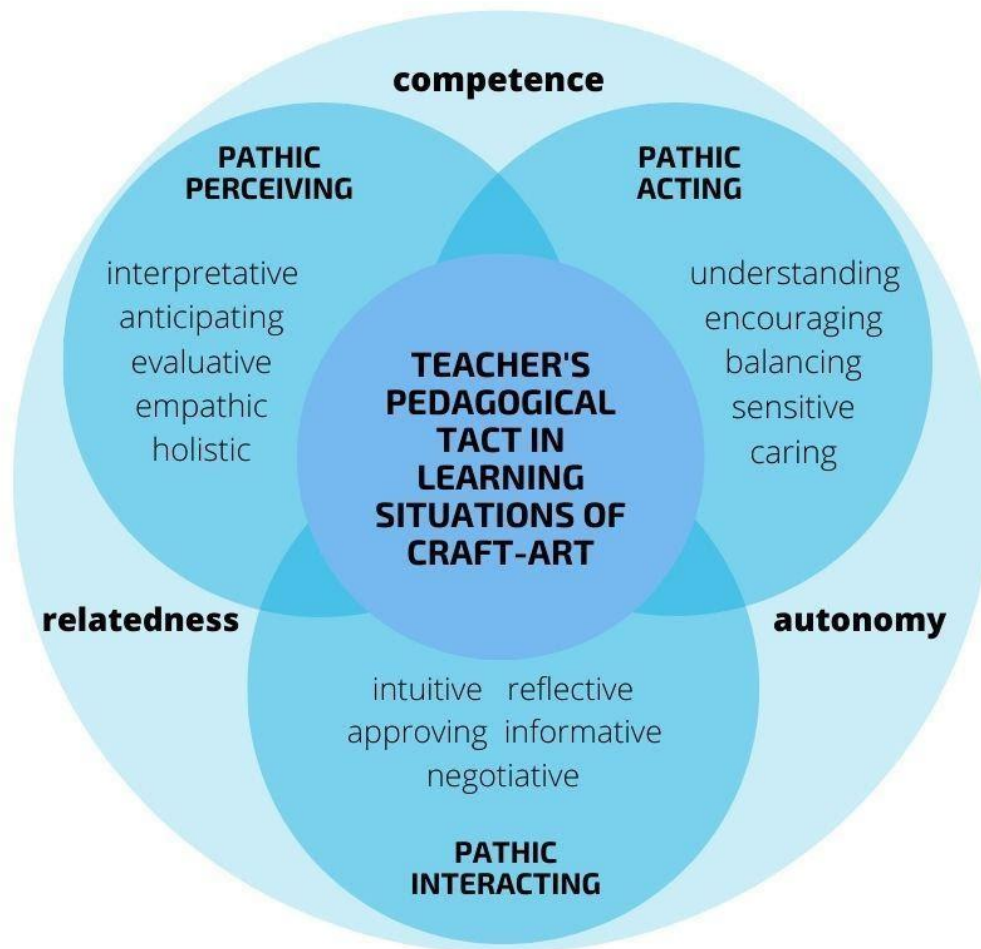 competence
PATHIC
PERCEIVING
interpretative
anticipating
evaluative
empathic
holistic
PATHIC
ACTING
understanding
encouraging
balancing
sensitive
caring
TEACHER'S
PEDAGOGICAL
TACT IN
LEARNING
SITUATIONS OF
CRAFT-ART
relatedness
autonomy
intuitive reflective
approving informative
negotiative
PATHIC
INTERACTING